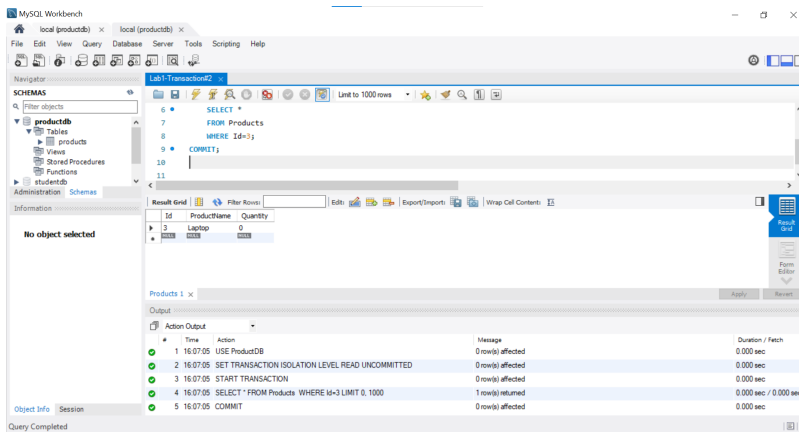 MySQL Workbench
local (productdb) × local (productdb) ×
File Edit View Query Database Server Tools Scripting Help
Navigator
SCHEMAS
Filter objects
productdb
Tables
products
Views
Stored Procedures
Functions
studentdb
Administration Schemas
Information
No object selected
Object Info Session
Query Completed
Lab1-Transaction#2 ×
Limit to 1000 rows
6 SELECT *
7 FROM Products
8 WHERE Id=3;
9 COMMIT;
10
11
Result Grid Filter Rows: Edit: Export/Import: Wrap Cell Content:
Id ProductName Quantity
3 Laptop 0
NULL NULL NULL
Result Grid
Form Editor
Products 1 ×
Apply Revert
Output
Action Output
# Time Action Message Duration / Fetch
1 16:07:05 USE ProductDB 0 row(s) affected 0.000 sec
2 16:07:05 SET TRANSACTION ISOLATION LEVEL READ UNCOMMITTED 0 row(s) affected 0.000 sec
3 16:07:05 START TRANSACTION 0 row(s) affected 0.000 sec
4 16:07:05 SELECT * FROM Products WHERE Id=3 LIMIT 0, 1000 1 row(s) returned 0.000 sec / 0.000 sec
5 16:07:05 COMMIT 0 row(s) affected 0.000 sec